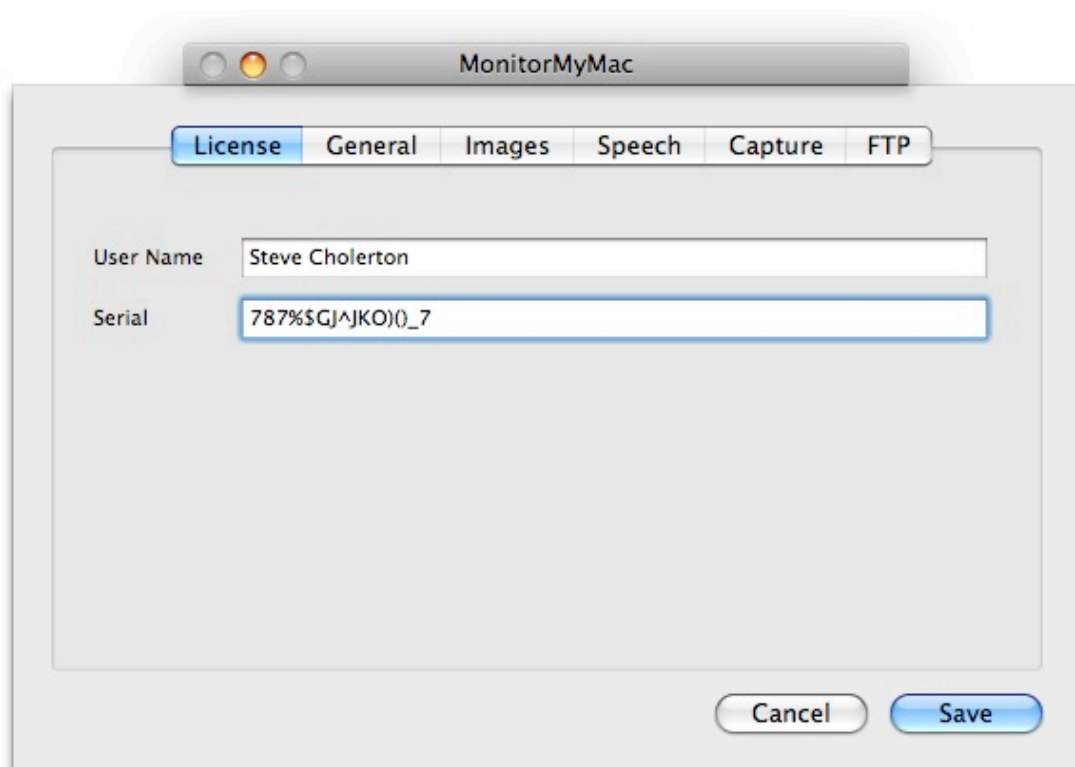 MonitorMyMac
License General Images Speech Capture FTP
User Name Steve Cholerton
Serial 787%$GJ^JKO)()_7
Cancel Save